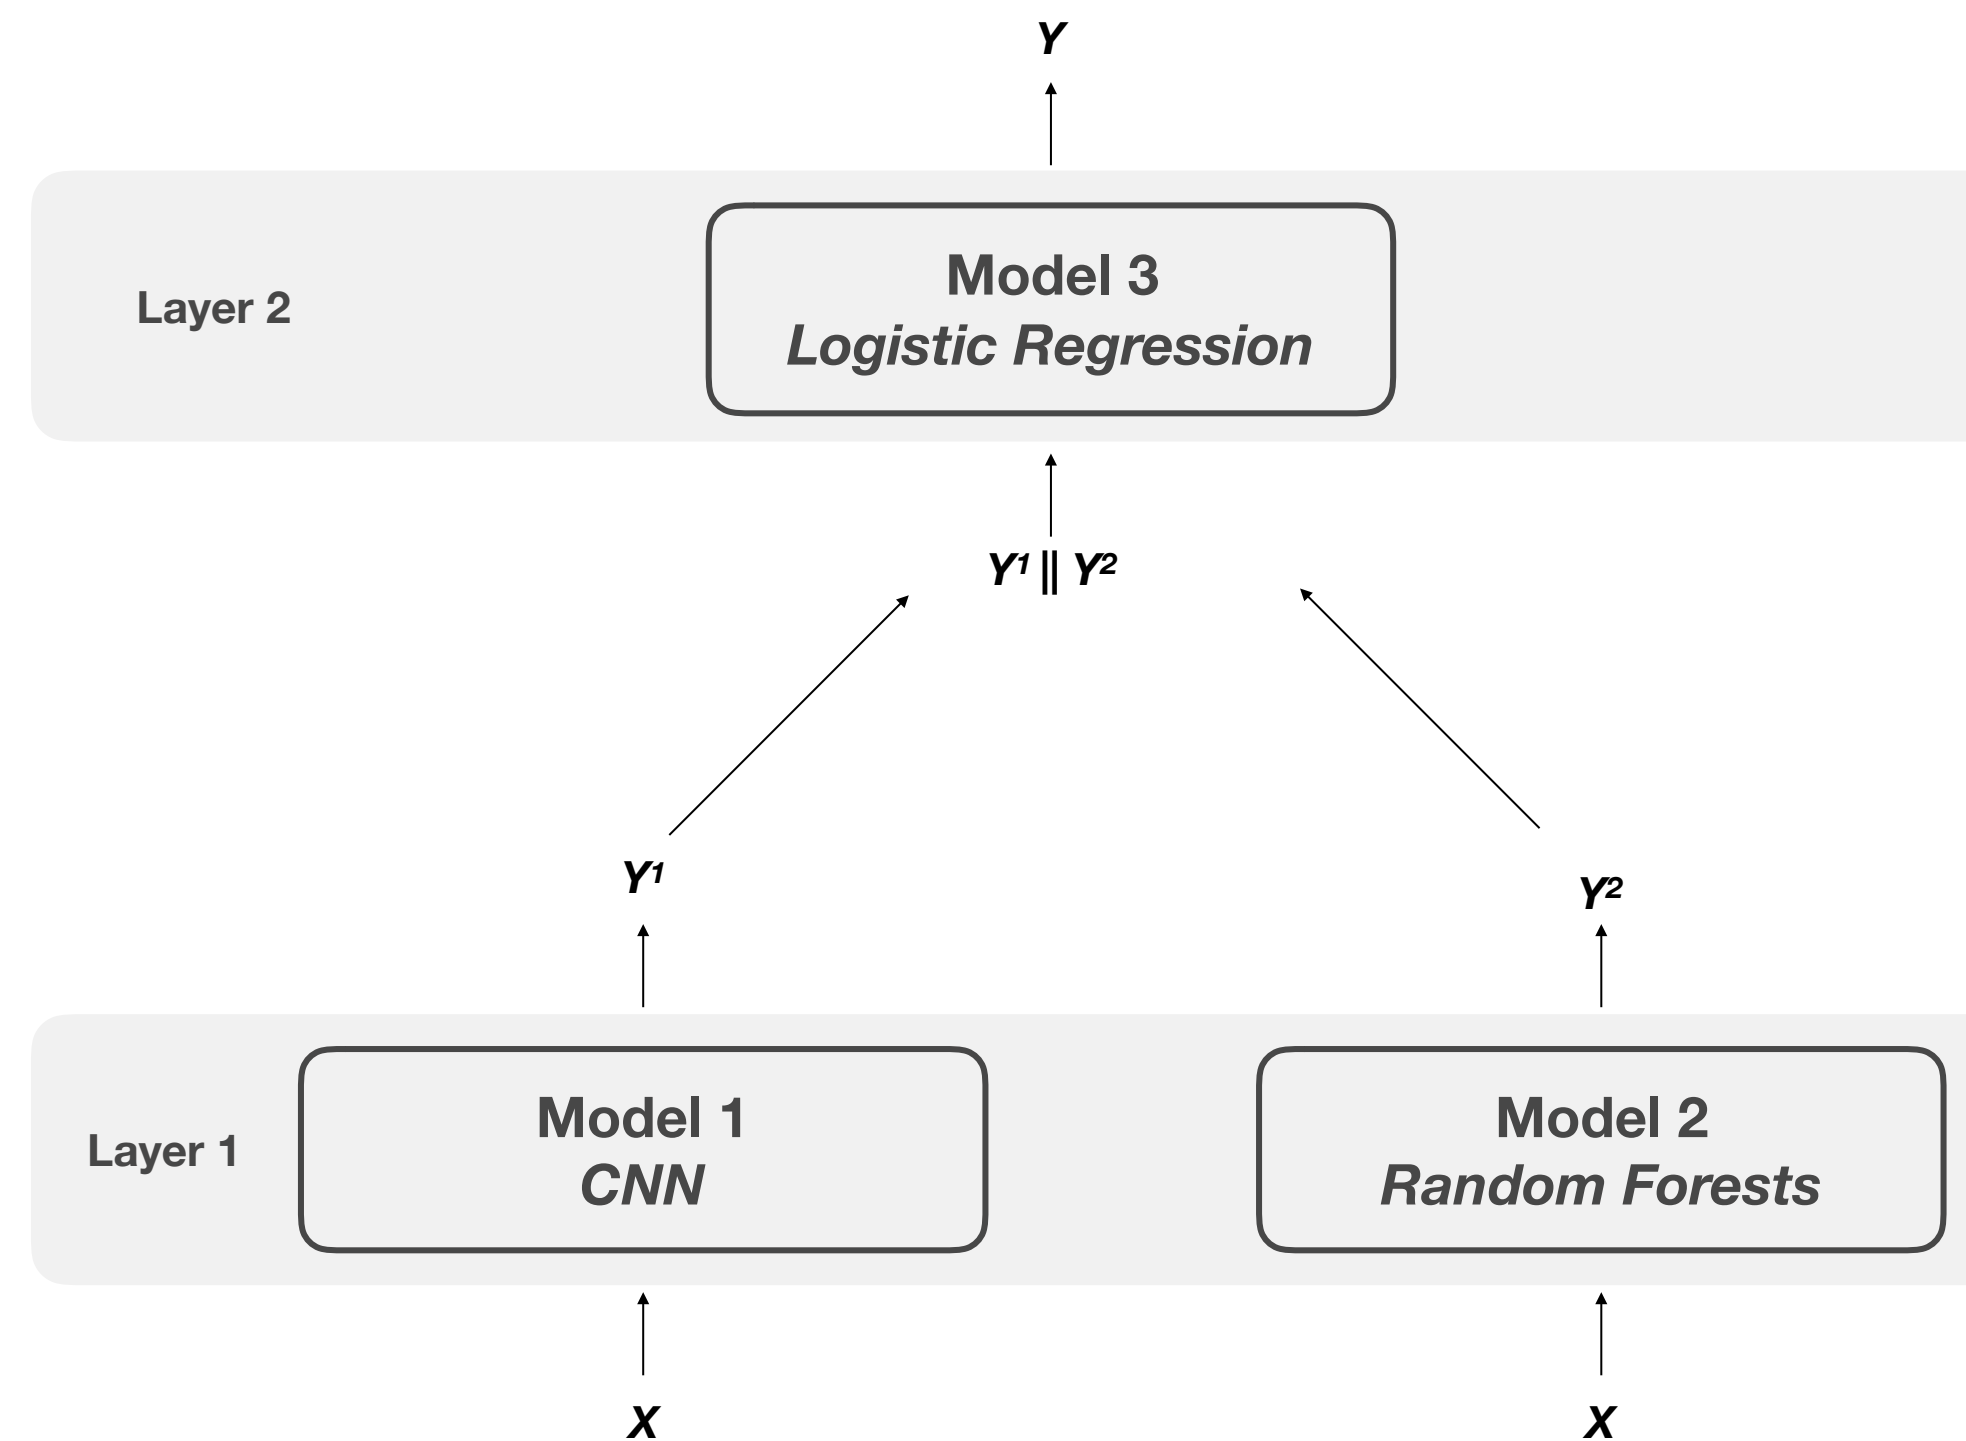 Y
Layer 2
Model 3
Logistic Regression
Y¹ || Y²
Y¹
Y²
Layer 1
Model 1
CNN
Model 2
Random Forests
X
X